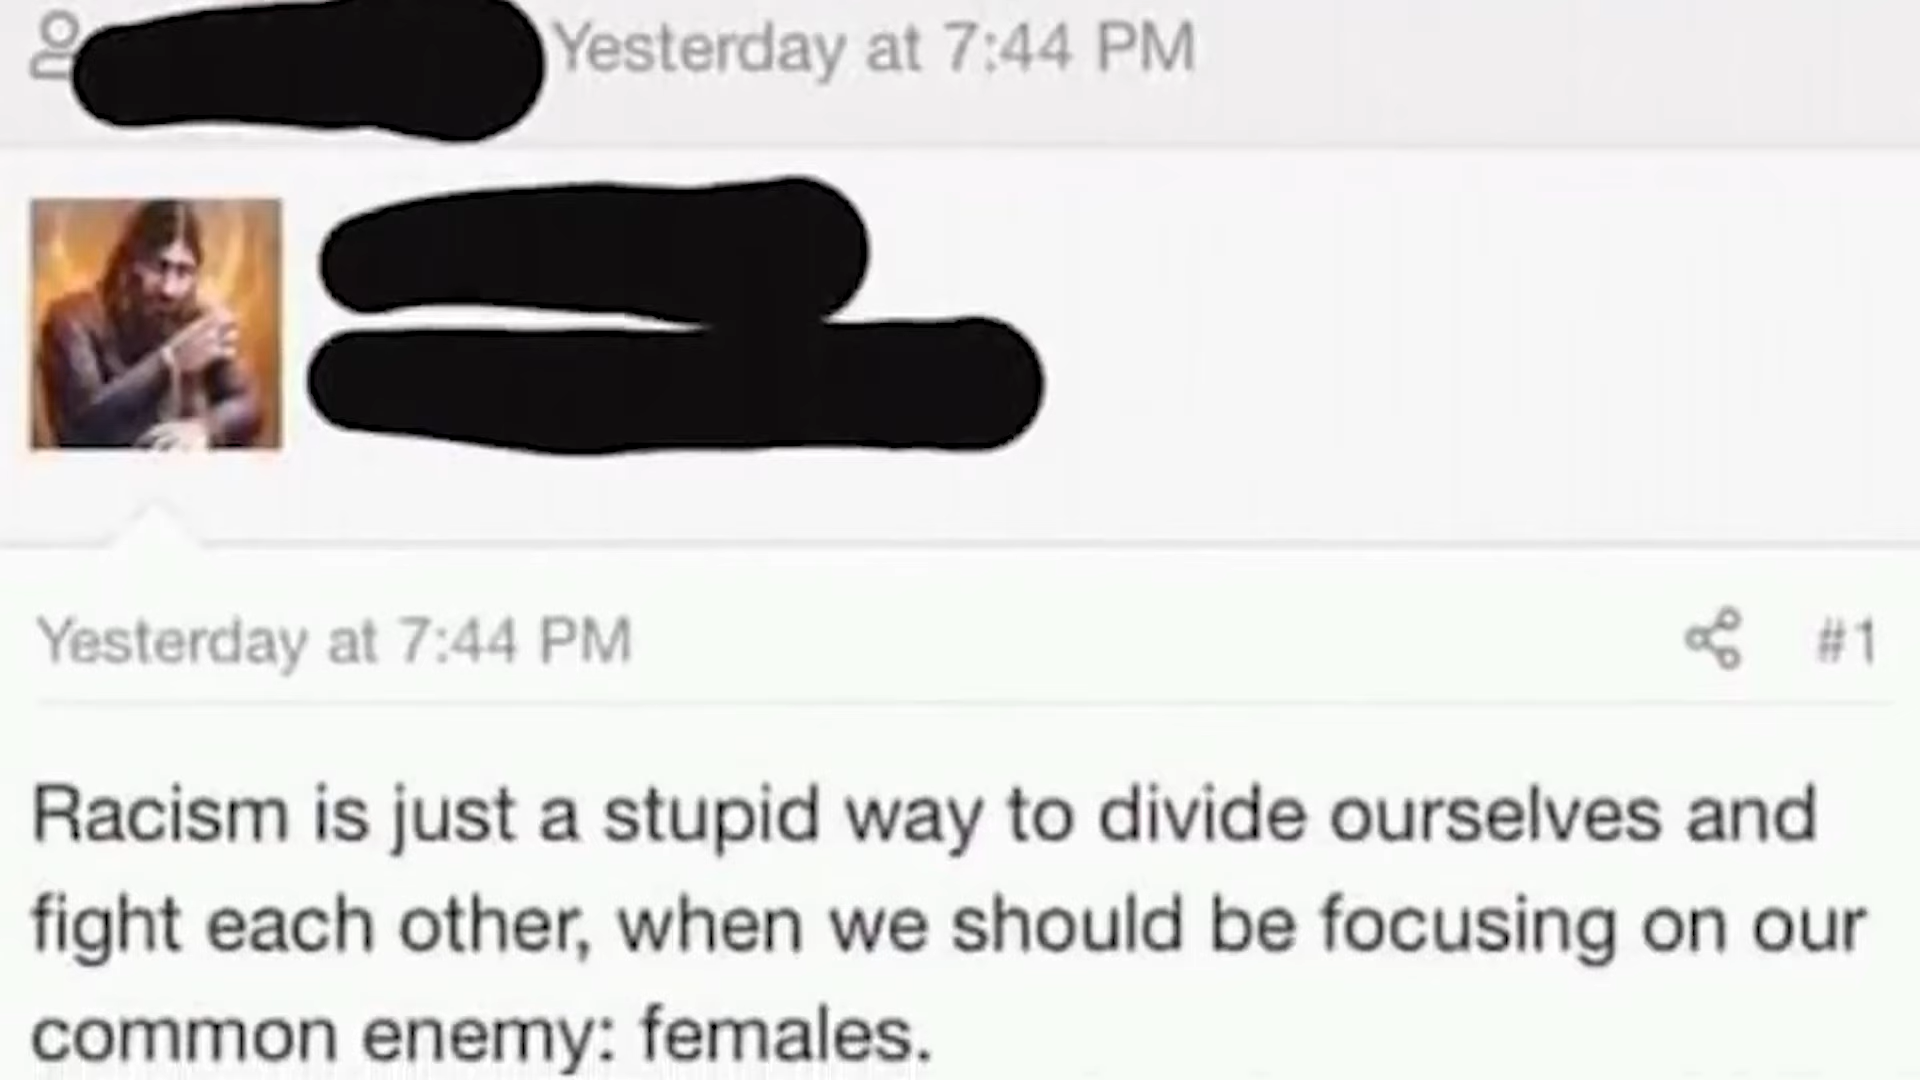 Yesterday at 7:44 PM
Yesterday at 7:44 PM
#1
Racism is just a stupid way to divide ourselves and
fight each other, when we should be focusing on our
common enemy: females.